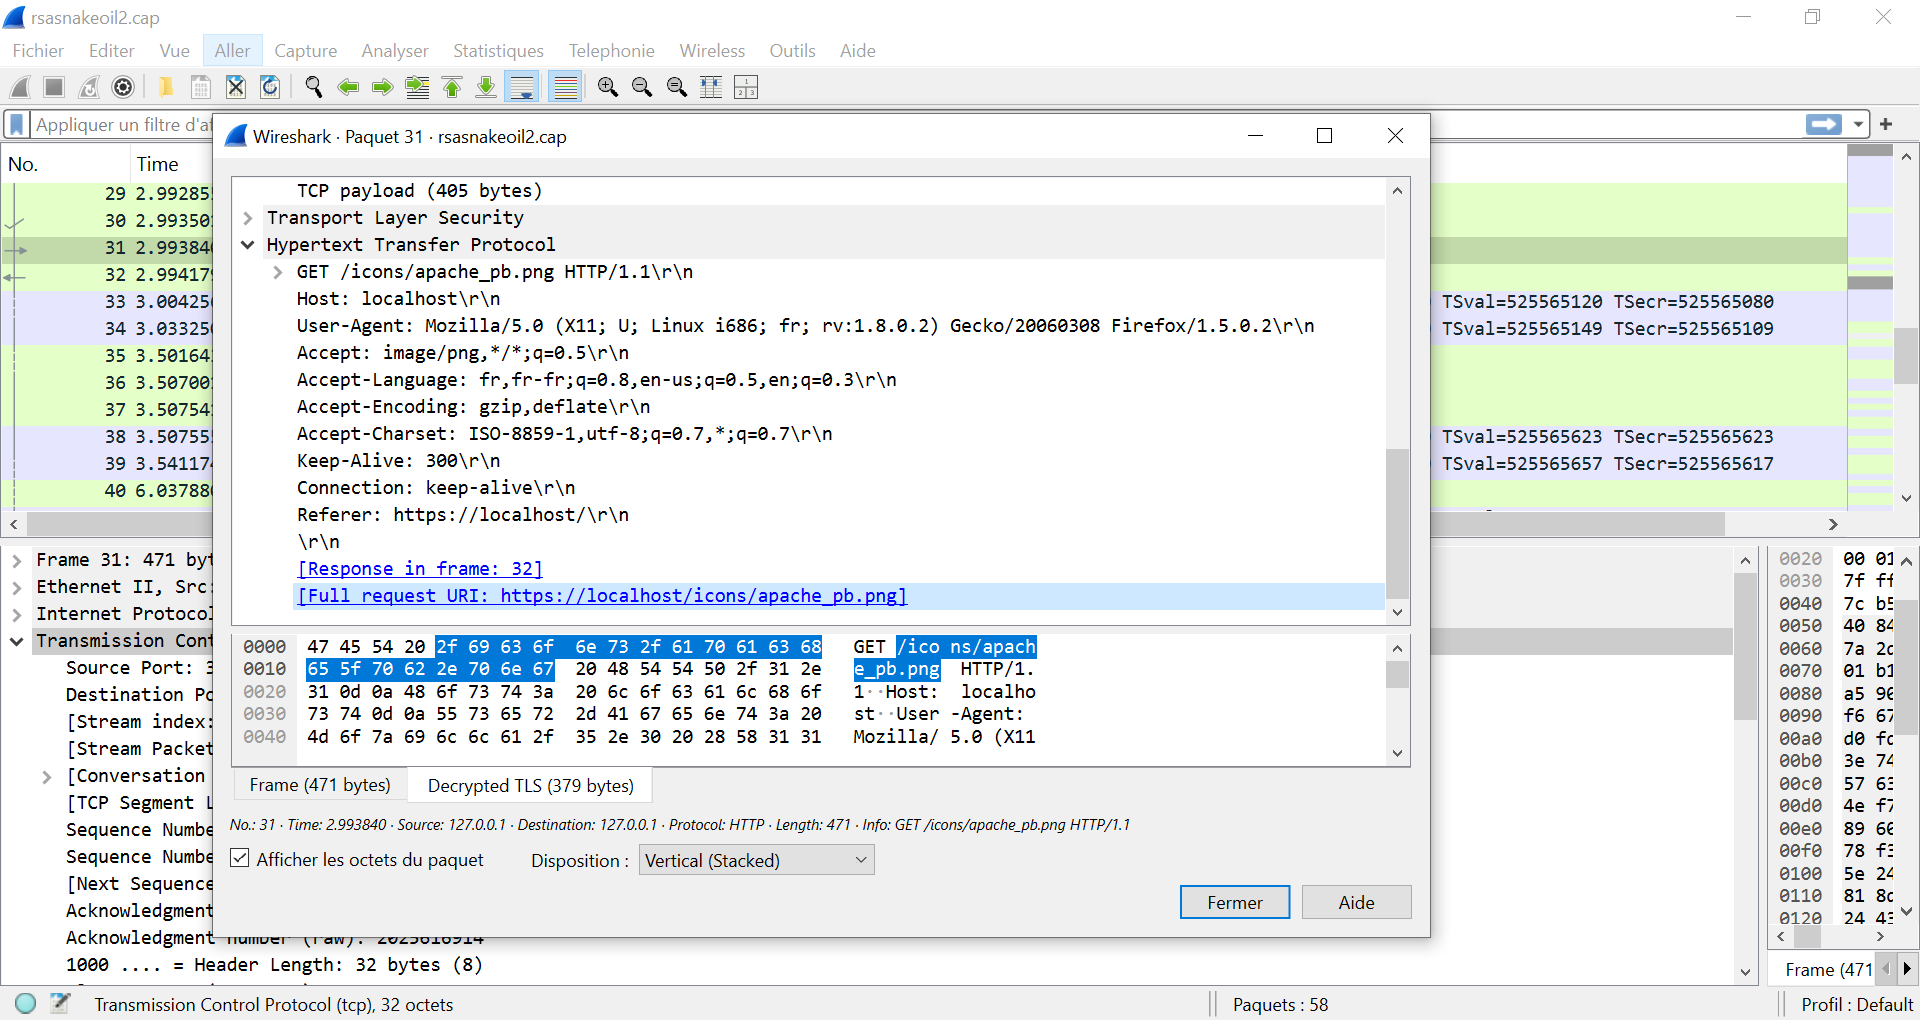 rsasnakeoil2.cap
Fichier Editer Vue Aller Capture Analyser Statistiques Telephonie Wireless Outils Aide
Appliquer un filtre d'af
No. Time
29 2.99285
30 2.99350
31 2.993840
32 2.99417
33 3.00425 TSval=525565120 TSecr=525565080
34 3.03325 TSval=525565149 TSecr=525565109
35 3.50164
36 3.50700
37 3.50754
38 3.50755 TSval=525565623 TSecr=525565623
39 3.54117 TSval=525565657 TSecr=525565617
40 6.03788
Wireshark · Paquet 31 · rsasnakeoil2.cap
TCP payload (405 bytes)
Transport Layer Security
Hypertext Transfer Protocol
GET /icons/apache_pb.png HTTP/1.1\r\n
Host: localhost\r\n
User-Agent: Mozilla/5.0 (X11; U; Linux i686; fr; rv:1.8.0.2) Gecko/20060308 Firefox/1.5.0.2\r\n
Accept: image/png,*/*;q=0.5\r\n
Accept-Language: fr,fr-fr;q=0.8,en-us;q=0.5,en;q=0.3\r\n
Accept-Encoding: gzip,deflate\r\n
Accept-Charset: ISO-8859-1,utf-8;q=0.7,*;q=0.7\r\n
Keep-Alive: 300\r\n
Connection: keep-alive\r\n
Referer: https://localhost/\r\n
\r\n
[Response in frame: 32]
[Full request URI: https://localhost/icons/apache_pb.png]
0000 47 45 54 20 2f 69 63 6f 6e 73 2f 61 70 61 63 68 GET /ico ns/apach
0010 65 5f 70 62 2e 70 6e 67 20 48 54 54 50 2f 31 2e e_pb.png HTTP/1.
0020 31 0d 0a 48 6f 73 74 3a 20 6c 6f 63 61 6c 68 6f 1··Host: localho
0030 73 74 0d 0a 55 73 65 72 2d 41 67 65 6e 74 3a 20 st··User -Agent:
0040 4d 6f 7a 69 6c 6c 61 2f 35 2e 30 20 28 58 31 31 Mozilla/ 5.0 (X11
Frame (471 bytes) Decrypted TLS (379 bytes)
No.: 31 · Time: 2.993840 · Source: 127.0.0.1 · Destination: 127.0.0.1 · Protocol: HTTP · Length: 471 · Info: GET /icons/apache_pb.png HTTP/1.1
Afficher les octets du paquet Disposition : Vertical (Stacked)
Fermer Aide
Frame 31: 471 byt
Ethernet II, Src:
Internet Protocol
Transmission Cont
Source Port: 3
Destination Po
[Stream index:
[Stream Packet
[Conversation
[TCP Segment L
Sequence Numbe
Sequence Numbe
[Next Sequence
Acknowledgment
Acknowledgment number (raw): 2025616914
1000 .... = Header Length: 32 bytes (8)
0020 00 01
0030 7f ff
0040 7c b5
0050 40 84
0060 7a 2d
0070 01 b1
0080 a5 90
0090 f6 67
00a0 d0 fd
00b0 3e 74
00c0 57 63
00d0 4e f7
00e0 89 60
00f0 78 f3
0100 5e 24
0110 81 8d
0120 24 43
Frame (471
Transmission Control Protocol (tcp), 32 octets Paquets : 58 Profil : Default